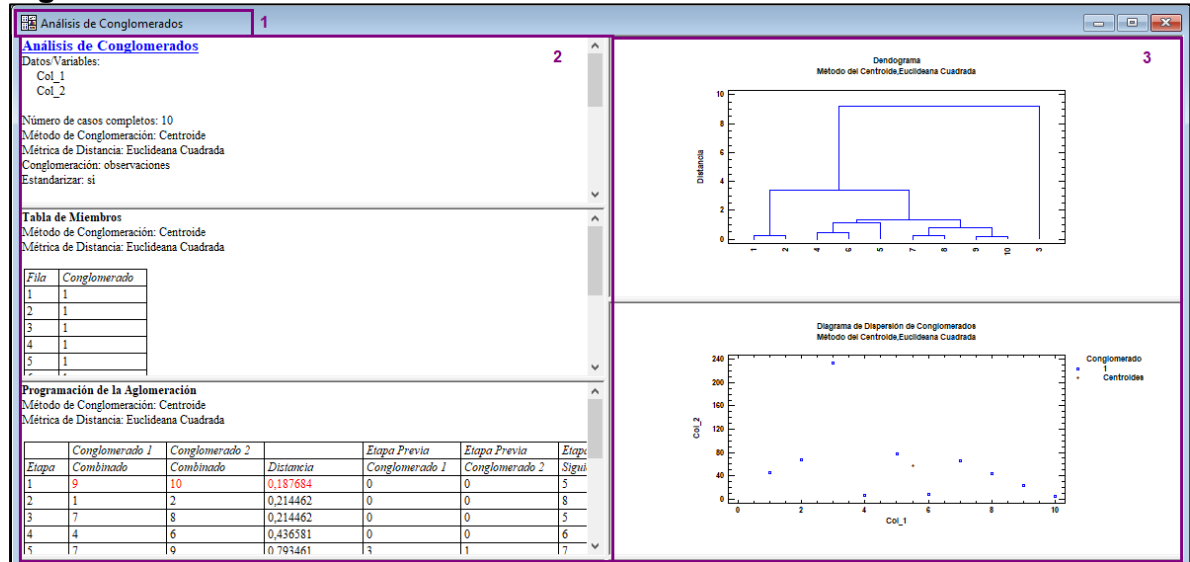 Análisis de Conglomerados
1
Análisis de Conglomerados
2
Datos/Variables:
Col_1
Col_2
Número de casos completos: 10
Método de Conglomeración: Centroide
Métrica de Distancia: Euclideana Cuadrada
Conglomeración: observaciones
Estandarizar: si
Tabla de Miembros
Método de Conglomeración: Centroide
Métrica de Distancia: Euclideana Cuadrada
Fila Conglomerado
1 1
2 1
3 1
4 1
5 1
Programación de la Aglomeración
Método de Conglomeración: Centroide
Métrica de Distancia: Euclideana Cuadrada
Conglomerado 1 Conglomerado 2 Etapa Previa Etapa Previa Etapa
Etapa Combinado Combinado Distancia Conglomerado 1 Conglomerado 2 Sigui
1 9 10 0,187684 0 0 5
2 1 2 0,214462 0 0 8
3 7 8 0,214462 0 0 5
4 4 6 0,436581 0 0 6
5 7 9 0,793461 3 1 7
3
Dendograma
Método del Centroide,Euclideana Cuadrada
Distancia
10
8
6
4
2
0
1 2 4 6 5 7 8 9 10 3
Diagrama de Dispersión de Conglomerados
Método del Centroide,Euclideana Cuadrada
Col_2
240
200
160
120
80
40
0
0 2 4 6 8 10
Col_1
Conglomerado
1
Centroides